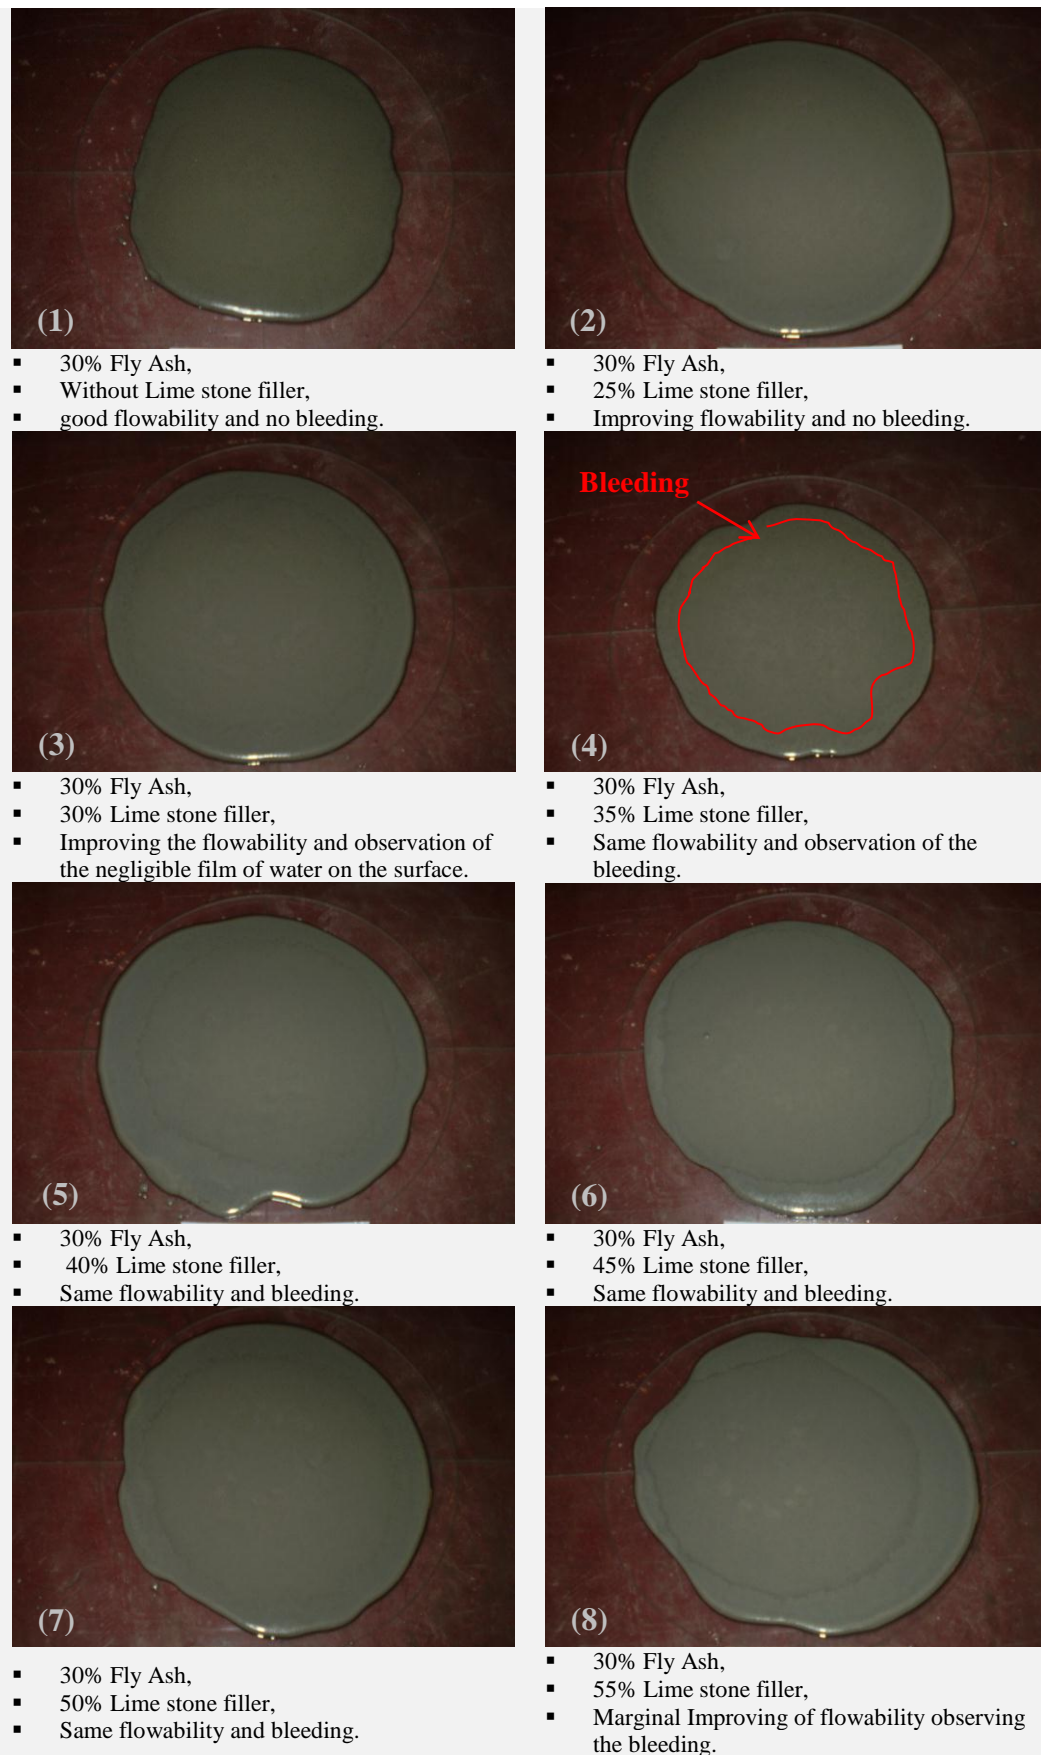 (1)
(2)
▪ 30% Fly Ash,
▪ Without Lime stone filler,
▪ good flowability and no bleeding.
▪ 30% Fly Ash,
▪ 25% Lime stone filler,
▪ Improving flowability and no bleeding.
(3)
Bleeding
(4)
▪ 30% Fly Ash,
▪ 30% Lime stone filler,
▪ Improving the flowability and observation of
the negligible film of water on the surface.
▪ 30% Fly Ash,
▪ 35% Lime stone filler,
▪ Same flowability and observation of the
bleeding.
(5)
(6)
▪ 30% Fly Ash,
▪ 40% Lime stone filler,
▪ Same flowability and bleeding.
▪ 30% Fly Ash,
▪ 45% Lime stone filler,
▪ Same flowability and bleeding.
(7)
(8)
▪ 30% Fly Ash,
▪ 50% Lime stone filler,
▪ Same flowability and bleeding.
▪ 30% Fly Ash,
▪ 55% Lime stone filler,
▪ Marginal Improving of flowability observing
the bleeding.